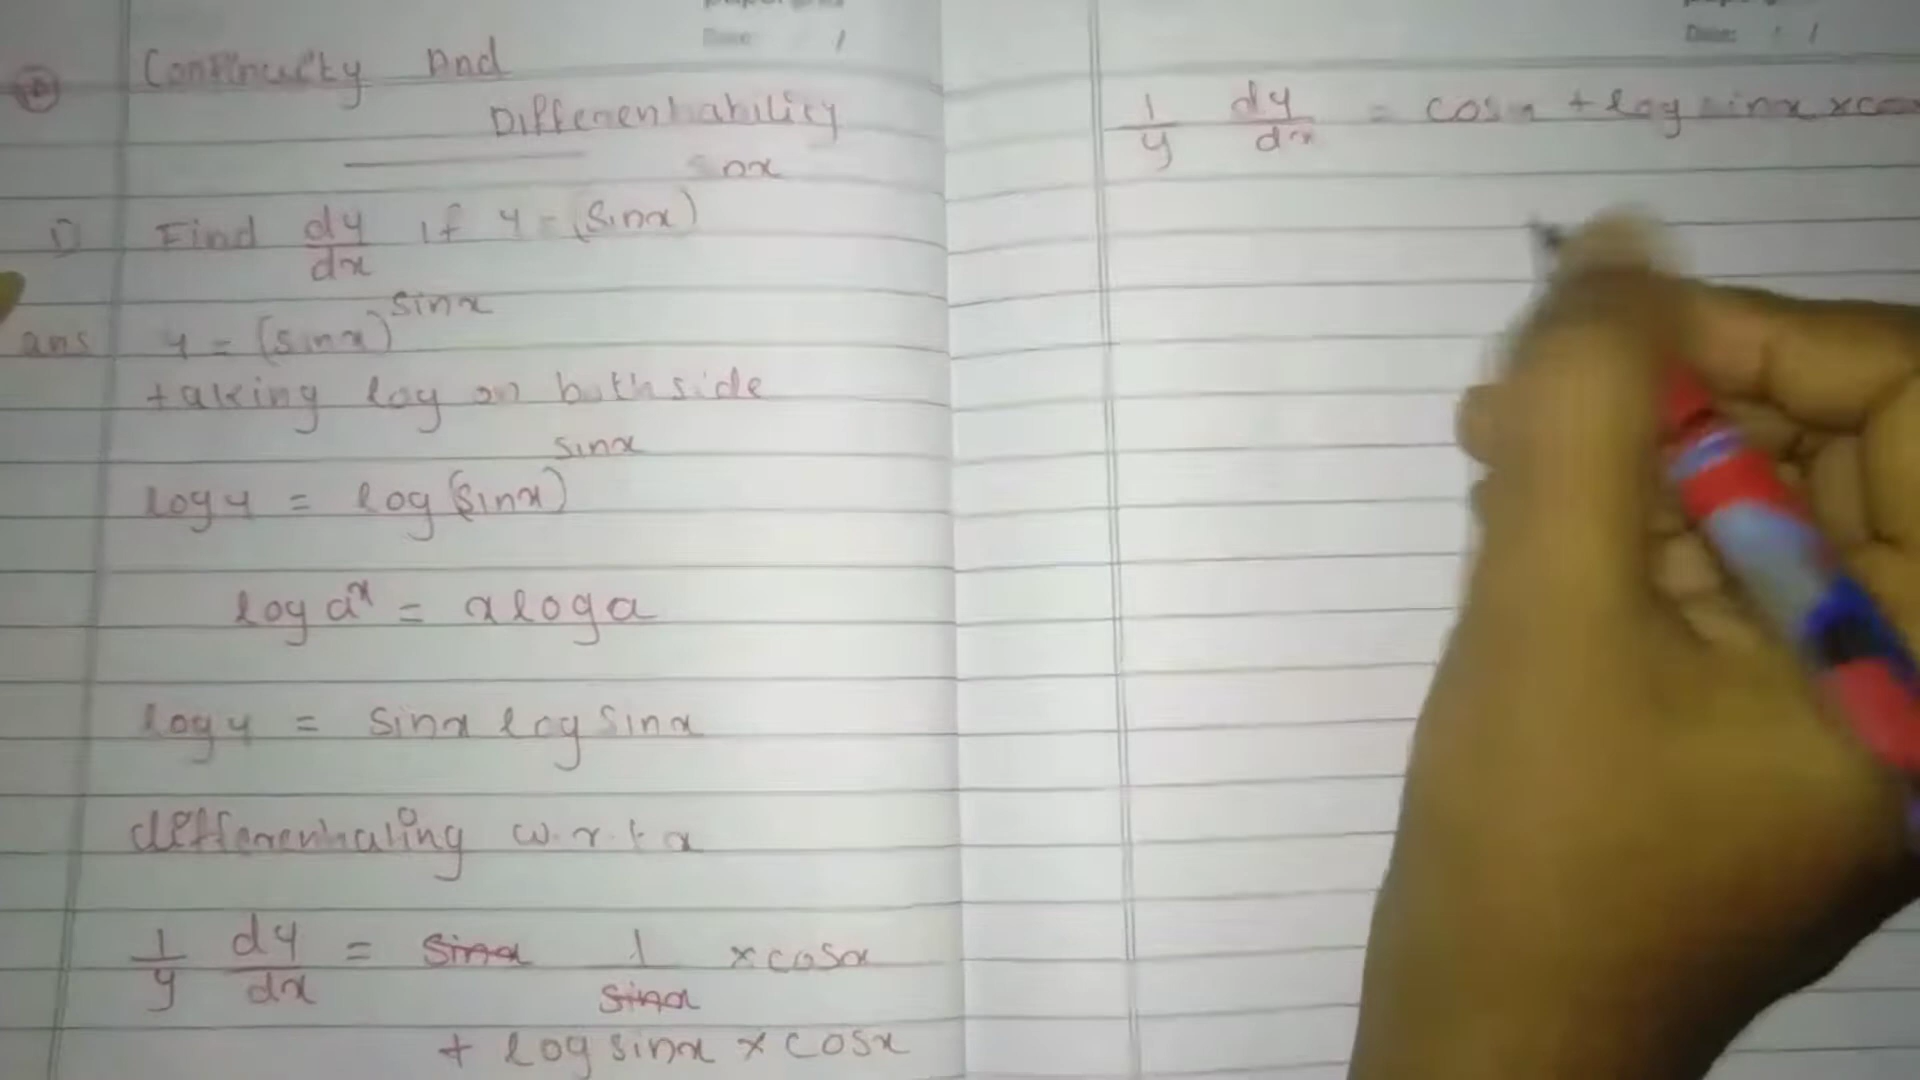 Continuity And
Differentiability
1) Find dy/dx if y = (sinx)^sinx
ans y = (sinx)^sinx
taking log on both side
log y = log (sinx)^sinx
log a^x = x log a
log y = sinx log sinx
differentiating w.r.t x
1/y dy/dx = sinx 1/sinx × cosx
+ log sinx × cosx
Date: /
1/y dy/dx = cosx + log sinx × cos
Date: / /